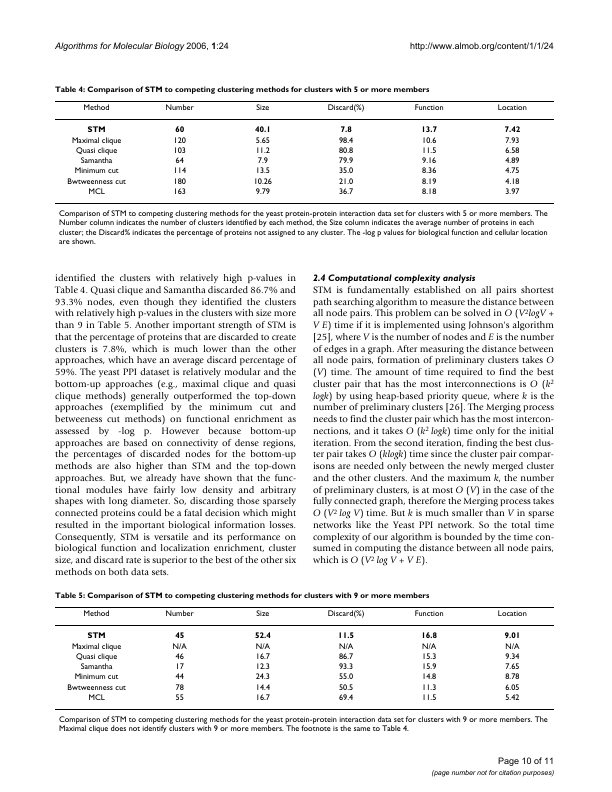 Algorithms for Molecular Biology 2006, 1:24 http://www.almob.org/content/1/1/24
Table 4: Comparison of STM to competing clustering methods for clusters with 5 or more members
Method Number Size Discard(%) Function Location
STM 60 40.1 7.8 13.7 7.42
Maximal clique 120 5.65 98.4 10.6 7.93
Quasi clique 103 11.2 80.8 11.5 6.58
Samantha 64 7.9 79.9 9.16 4.89
Minimum cut 114 13.5 35.0 8.36 4.75
Bwtweenness cut 180 10.26 21.0 8.19 4.18
MCL 163 9.79 36.7 8.18 3.97
Comparison of STM to competing clustering methods for the yeast protein-protein interaction data set for clusters with 5 or more members. The
Number column indicates the number of clusters identified by each method, the Size column indicates the average number of proteins in each
cluster; the Discard% indicates the percentage of proteins not assigned to any cluster. The -log p values for biological function and cellular location
are shown.
identified the clusters with relatively high p-values in
Table 4. Quasi clique and Samantha discarded 86.7% and
93.3% nodes, even though they identified the clusters
with relatively high p-values in the clusters with size more
than 9 in Table 5. Another important strength of STM is
that the percentage of proteins that are discarded to create
clusters is 7.8%, which is much lower than the other
approaches, which have an average discard percentage of
59%. The yeast PPI dataset is relatively modular and the
bottom-up approaches (e.g., maximal clique and quasi
clique methods) generally outperformed the top-down
approaches (exemplified by the minimum cut and
betweeness cut methods) on functional enrichment as
assessed by -log p. However because bottom-up
approaches are based on connectivity of dense regions,
the percentages of discarded nodes for the bottom-up
methods are also higher than STM and the top-down
approaches. But, we already have shown that the func-
tional modules have fairly low density and arbitrary
shapes with long diameter. So, discarding those sparsely
connected proteins could be a fatal decision which might
resulted in the important biological information losses.
Consequently, STM is versatile and its performance on
biological function and localization enrichment, cluster
size, and discard rate is superior to the best of the other six
methods on both data sets.
2.4 Computational complexity analysis
STM is fundamentally established on all pairs shortest
path searching algorithm to measure the distance between
all node pairs. This problem can be solved in O (V²logV +
V E) time if it is implemented using Johnson's algorithm
[25], where V is the number of nodes and E is the number
of edges in a graph. After measuring the distance between
all node pairs, formation of preliminary clusters takes O
(V) time. The amount of time required to find the best
cluster pair that has the most interconnections is O (k²
logk) by using heap-based priority queue, where k is the
number of preliminary clusters [26]. The Merging process
needs to find the cluster pair which has the most intercon-
nections, and it takes O (k² logk) time only for the initial
iteration. From the second iteration, finding the best clus-
ter pair takes O (klogk) time since the cluster pair compar-
isons are needed only between the newly merged cluster
and the other clusters. And the maximum k, the number
of preliminary clusters, is at most O (V) in the case of the
fully connected graph, therefore the Merging process takes
O (V² log V) time. But k is much smaller than V in sparse
networks like the Yeast PPI network. So the total time
complexity of our algorithm is bounded by the time con-
sumed in computing the distance between all node pairs,
which is O (V² log V + V E).
Table 5: Comparison of STM to competing clustering methods for clusters with 9 or more members
Method Number Size Discard(%) Function Location
STM 45 52.4 11.5 16.8 9.01
Maximal clique N/A N/A N/A N/A N/A
Quasi clique 46 16.7 86.7 15.3 9.34
Samantha 17 12.3 93.3 15.9 7.65
Minimum cut 44 24.3 55.0 14.8 8.78
Bwtweenness cut 78 14.4 50.5 11.3 6.05
MCL 55 16.7 69.4 11.5 5.42
Comparison of STM to competing clustering methods for the yeast protein-protein interaction data set for clusters with 9 or more members. The
Maximal clique does not identify clusters with 9 or more members. The footnote is the same to Table 4.
Page 10 of 11
(page number not for citation purposes)